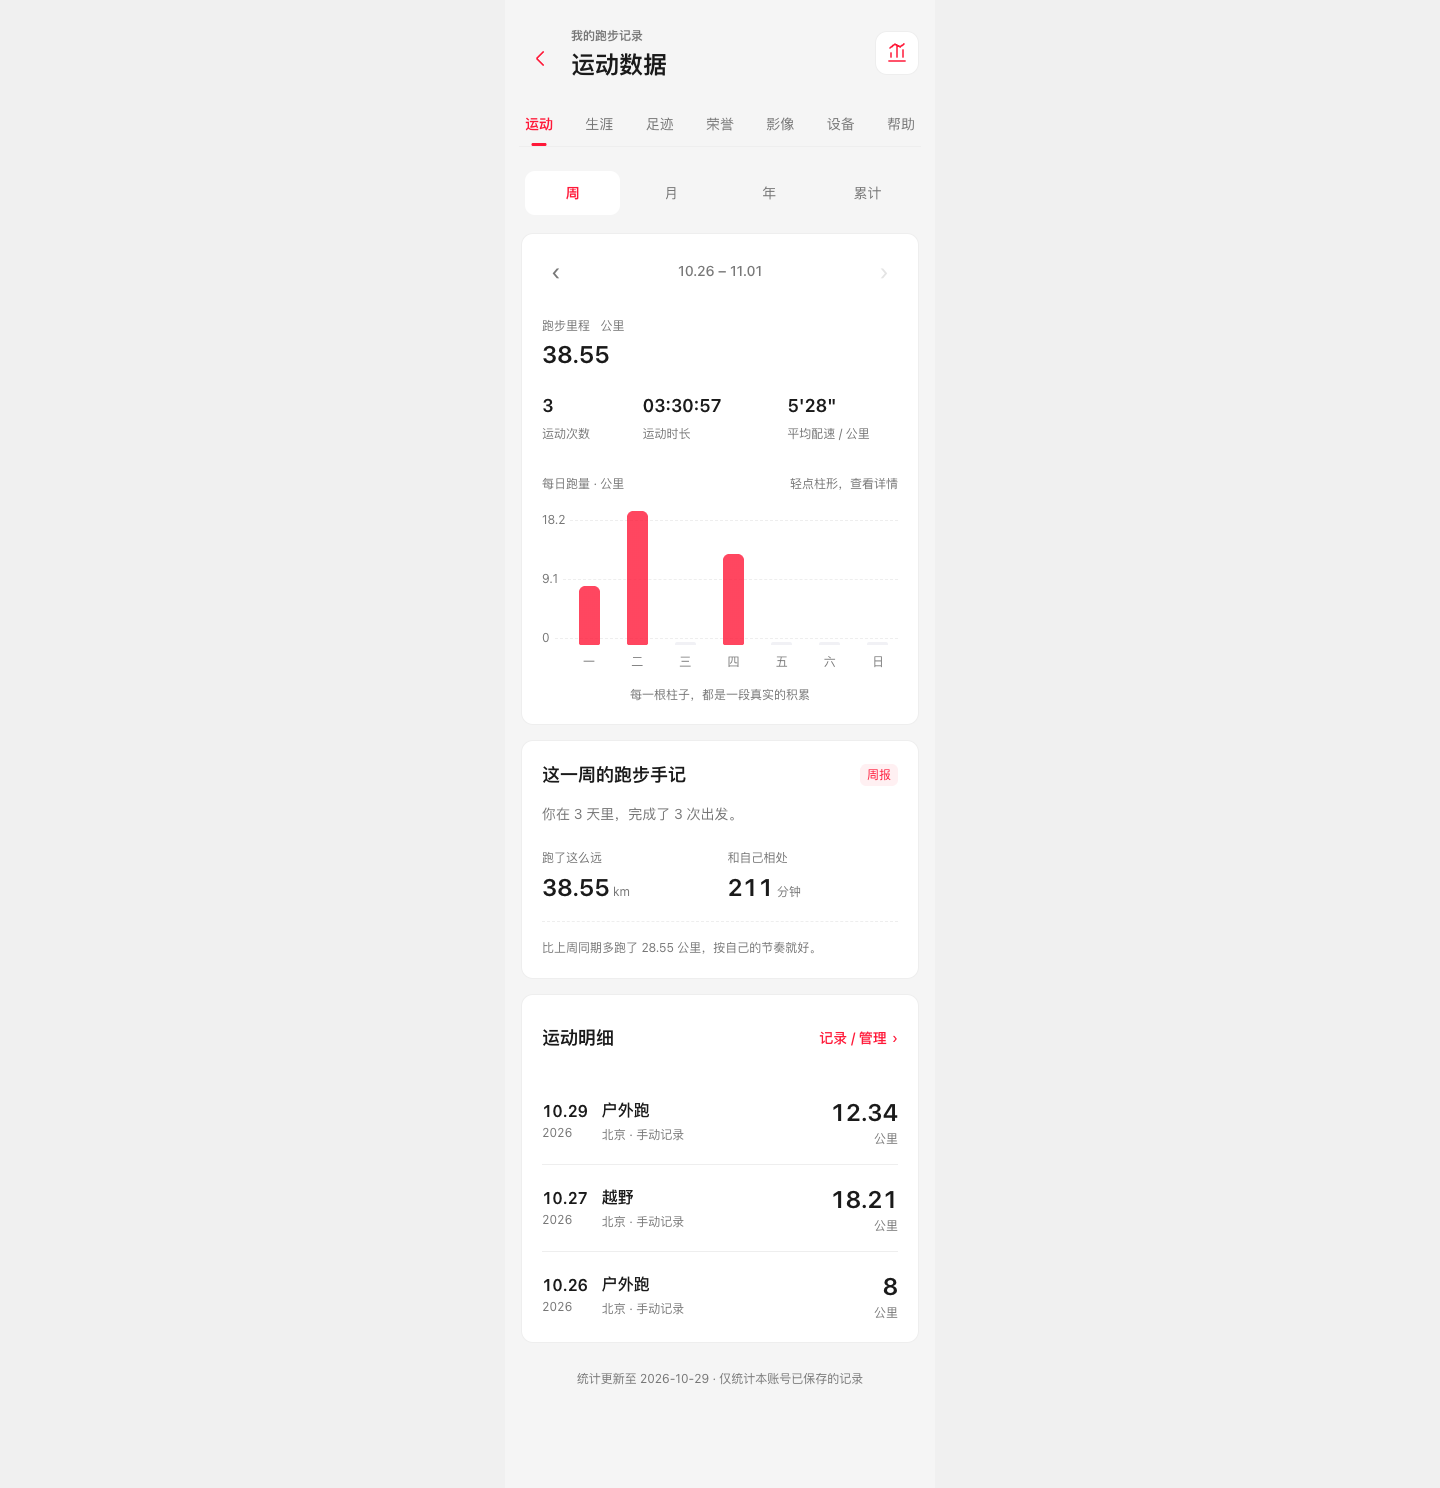 我的跑步记录
运动数据
运动 生涯 足迹 荣誉 影像 设备 帮助
周 月 年 累计
‹ 10.26 – 11.01 ›
跑步里程 公里
38.55
3 03:30:57 5'28"
运动次数 运动时长 平均配速 / 公里
每日跑量 · 公里 轻点柱形，查看详情
18.2
9.1
0
一 二 三 四 五 六 日
每一根柱子，都是一段真实的积累
这一周的跑步手记 周报
你在 3 天里，完成了 3 次出发。
跑了这么远 和自己相处
38.55 km 211 分钟
比上周同期多跑了 28.55 公里，按自己的节奏就好。
运动明细 记录 / 管理 ›
10.29 户外跑 12.34
2026 北京 · 手动记录 公里
10.27 越野 18.21
2026 北京 · 手动记录 公里
10.26 户外跑 8
2026 北京 · 手动记录 公里
统计更新至 2026-10-29 · 仅统计本账号已保存的记录